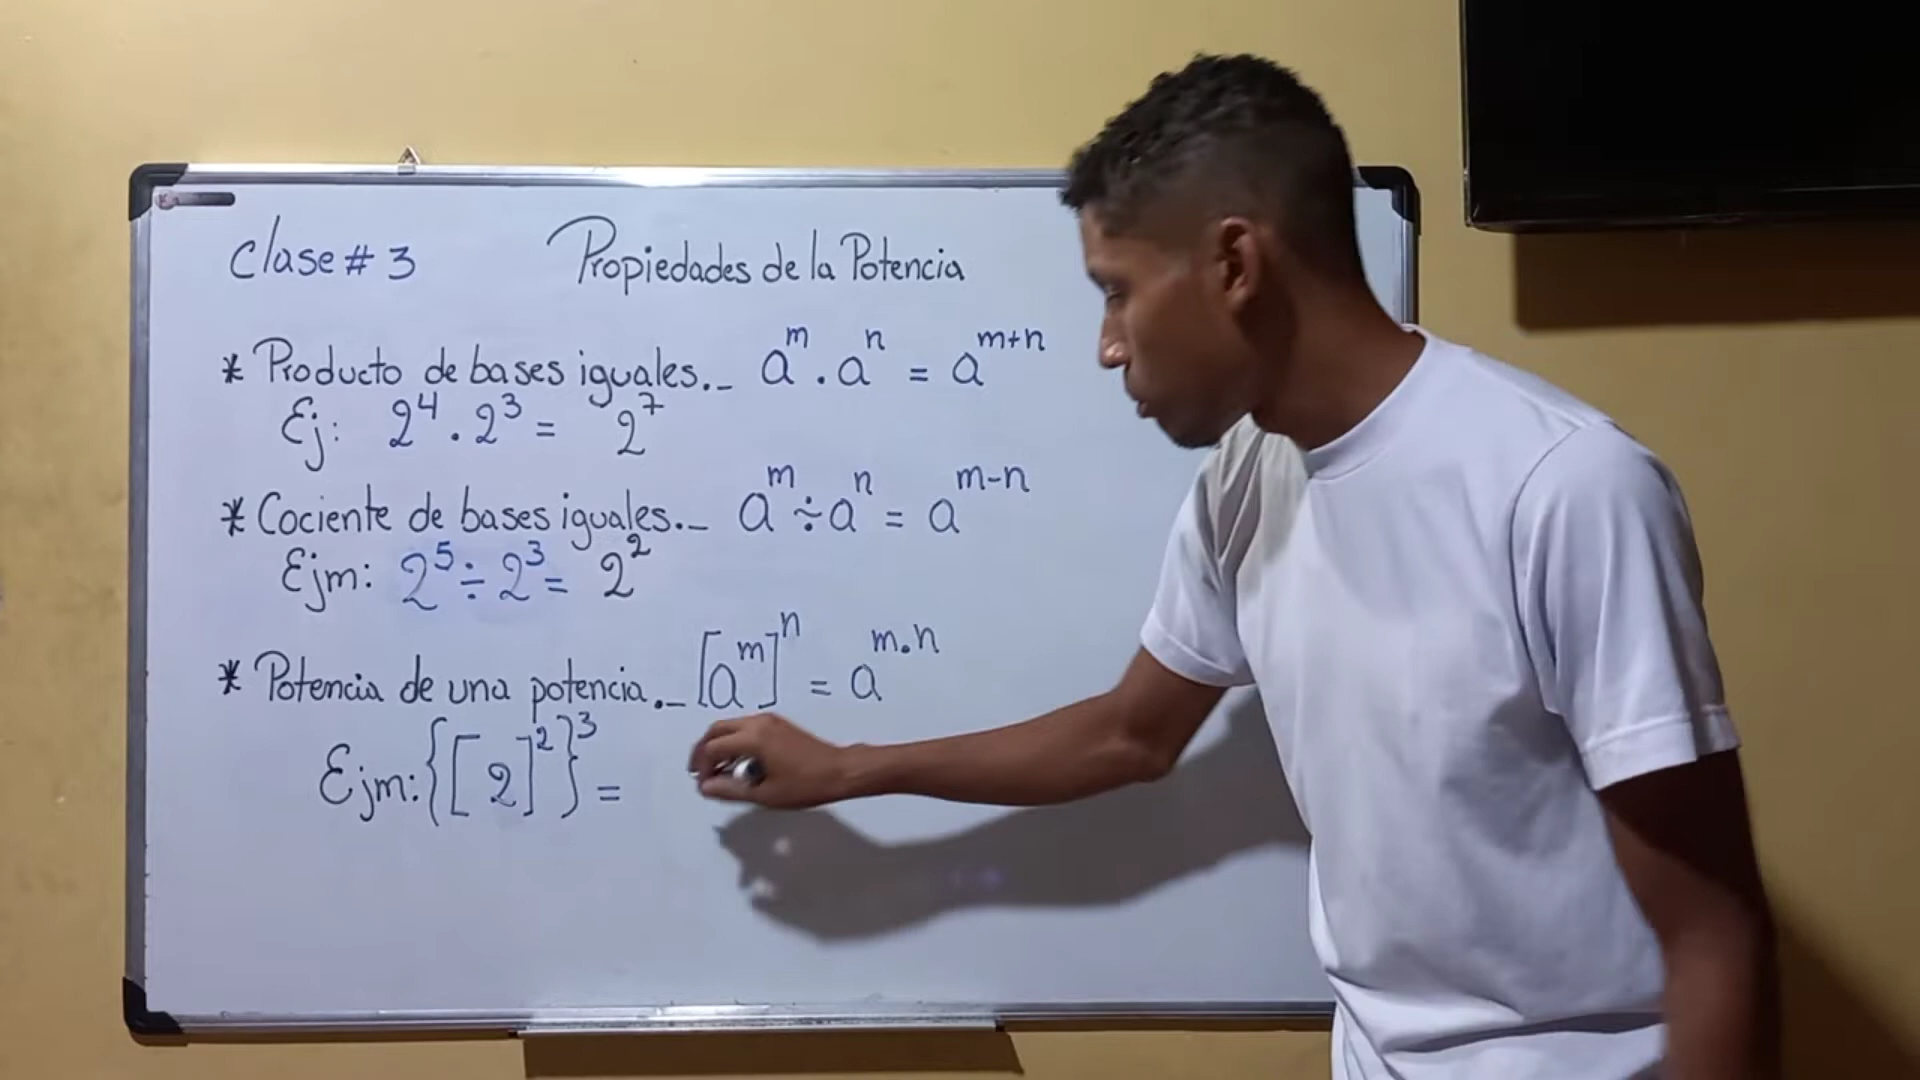 Clase # 3
Propiedades de la Potencia
* Producto de bases iguales._ a^m . a^n = a^(m+n)
Ej: 2^4 . 2^3 = 2^7
* Cociente de bases iguales._ a^m ÷ a^n = a^(m-n)
Ejm: 2^5 ÷ 2^3 = 2^2
* Potencia de una potencia._ [a^m]^n = a^(m.n)
Ejm: {[2]^2}^3 =